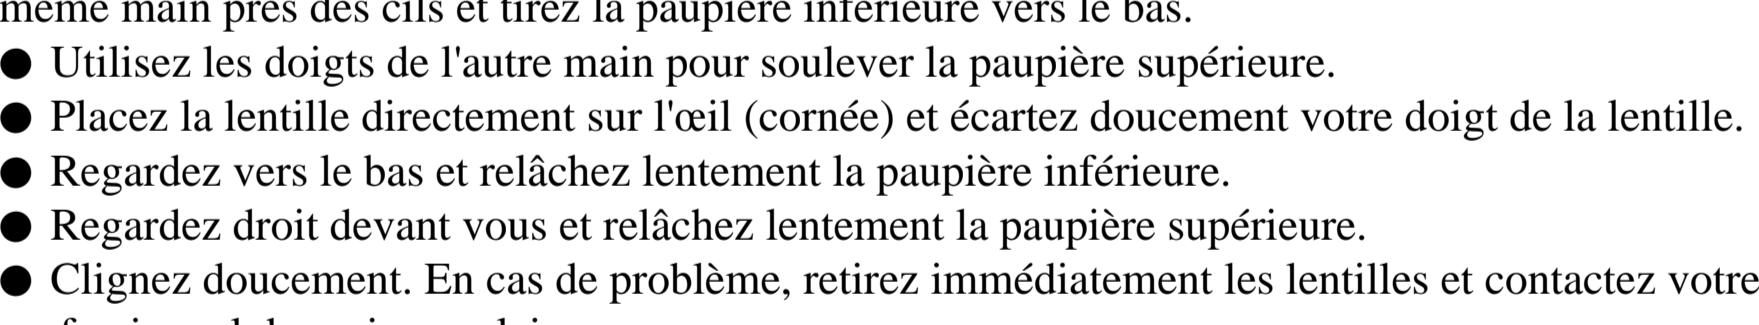 même main près des cils et tirez la paupière inférieure vers le bas.
● Utilisez les doigts de l'autre main pour soulever la paupière supérieure.
● Placez la lentille directement sur l'œil (cornée) et écartez doucement votre doigt de la lentille.
● Regardez vers le bas et relâchez lentement la paupière inférieure.
● Regardez droit devant vous et relâchez lentement la paupière supérieure.
● Clignez doucement. En cas de problème, retirez immédiatement les lentilles et contactez votre